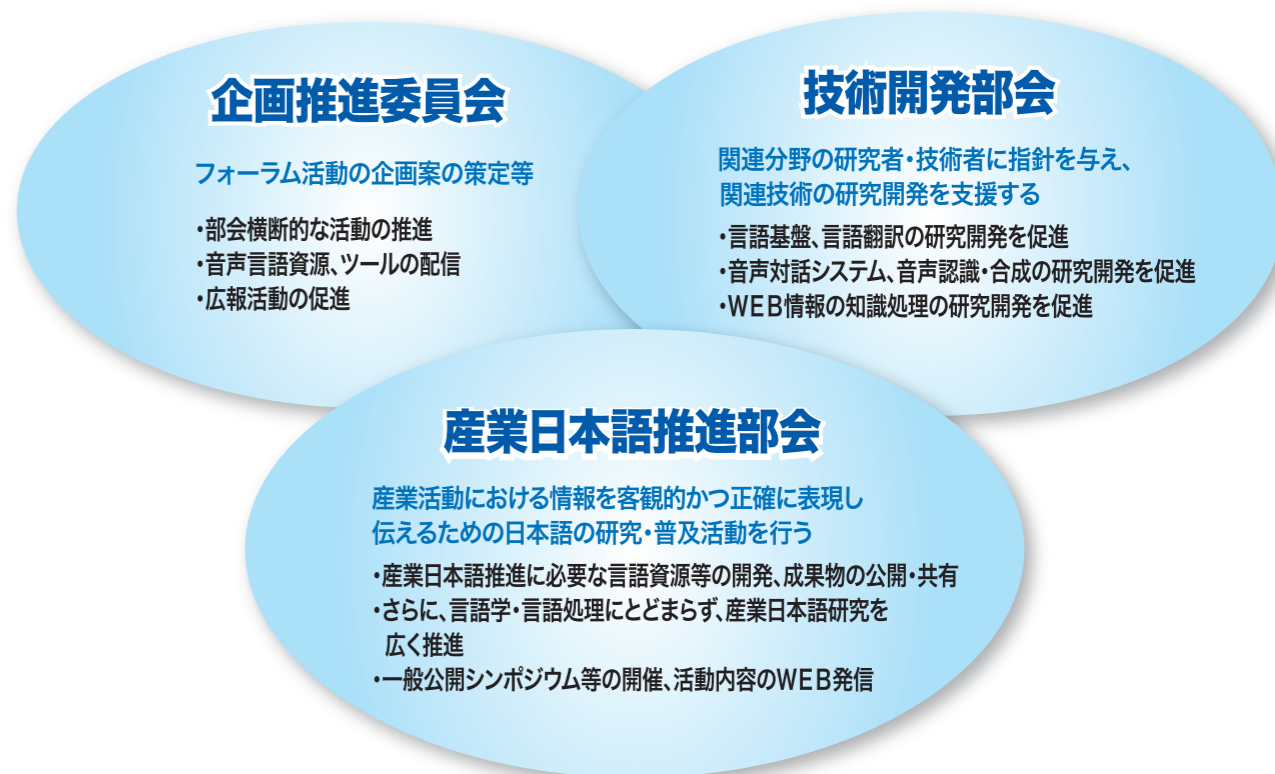 企画推進委員会
フォーラム活動の企画案の策定等
・部会横断的な活動の推進
・音声言語資源、ツールの配信
・広報活動の促進
技術開発部会
関連分野の研究者・技術者に指針を与え、
関連技術の研究開発を支援する
・言語基盤、言語翻訳の研究開発を促進
・音声対話システム、音声認識・合成の研究開発を促進
・WEB情報の知識処理の研究開発を促進
産業日本語推進部会
産業活動における情報を客観的かつ正確に表現し
伝えるための日本語の研究・普及活動を行う
・産業日本語推進に必要な言語資源等の開発、成果物の公開・共有
・さらに、言語学・言語処理にとどまらず、産業日本語研究を
広く推進
・一般公開シンポジウム等の開催、活動内容のWEB発信